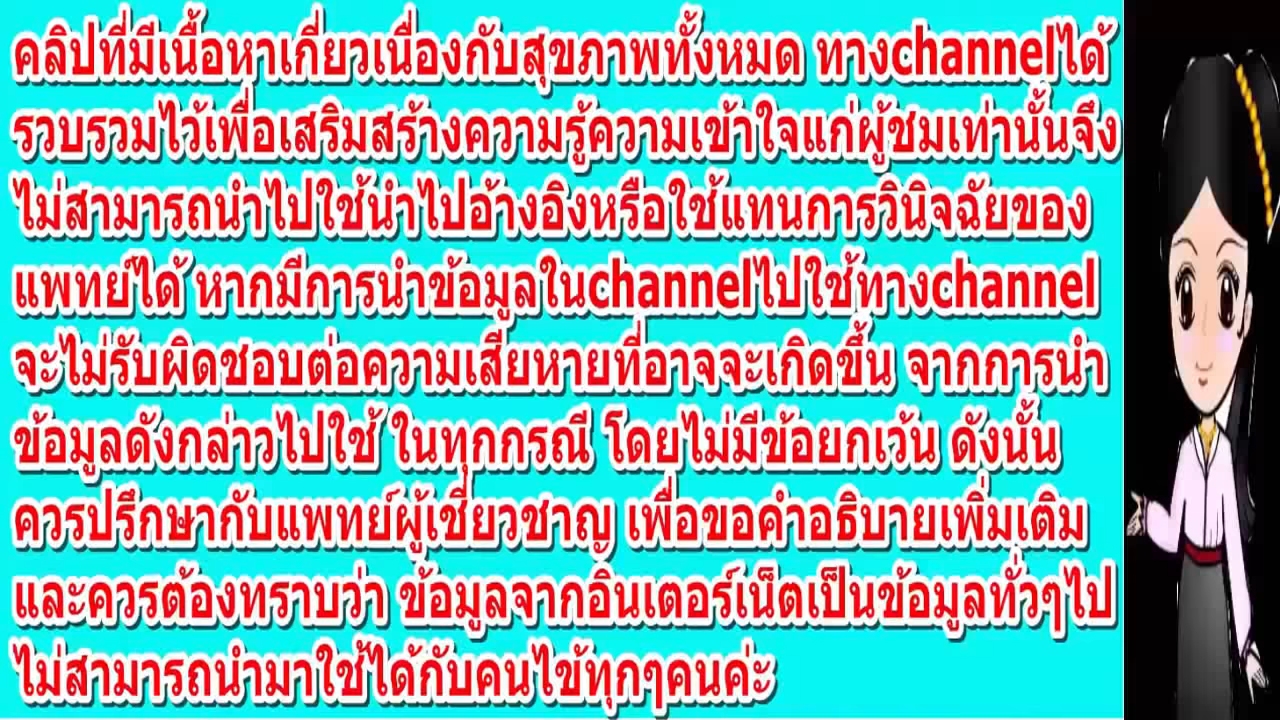 คลิปที่มีเนื้อหาเกี่ยวเนื่องกับสุขภาพทั้งหมด ทางchannelได้
รวบรวมไว้เพื่อเสริมสร้างความรู้ความเข้าใจแก่ผู้ชมเท่านั้นจึง
ไม่สามารถนำไปใช้นำไปอ้างอิงหรือใช้แทนการวินิจฉัยของ
แพทย์ได้ หากมีการนำข้อมูลในchannelไปใช้ทางchannel
จะไม่รับผิดชอบต่อความเสียหายที่อาจจะเกิดขึ้น จากการนำ
ข้อมูลดังกล่าวไปใช้ ในทุกกรณี โดยไม่มีข้อยกเว้น ดังนั้น
ควรปรึกษากับแพทย์ผู้เชี่ยวชาญ เพื่อขอคำอธิบายเพิ่มเติม
และควรต้องทราบว่า ข้อมูลจากอินเตอร์เน็ตเป็นข้อมูลทั่วๆไป
ไม่สามารถนำมาใช้ได้กับคนไข้ทุกๆคนค่ะ